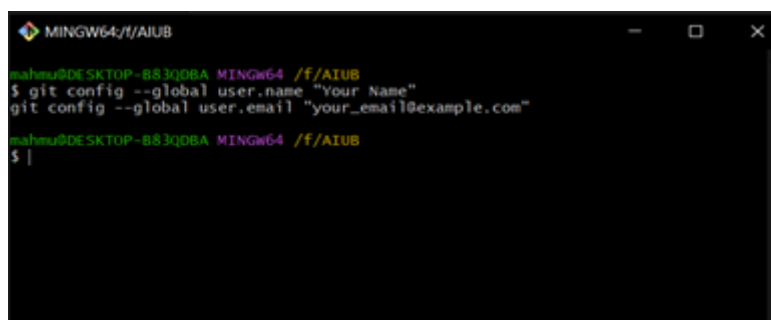 MINGW64:/f/AIUB
mahmu@DESKTOP-B83QDBA MINGW64 /f/AIUB
$ git config --global user.name "Your Name"
git config --global user.email "your_email@example.com"
mahmu@DESKTOP-B83QDBA MINGW64 /f/AIUB
$